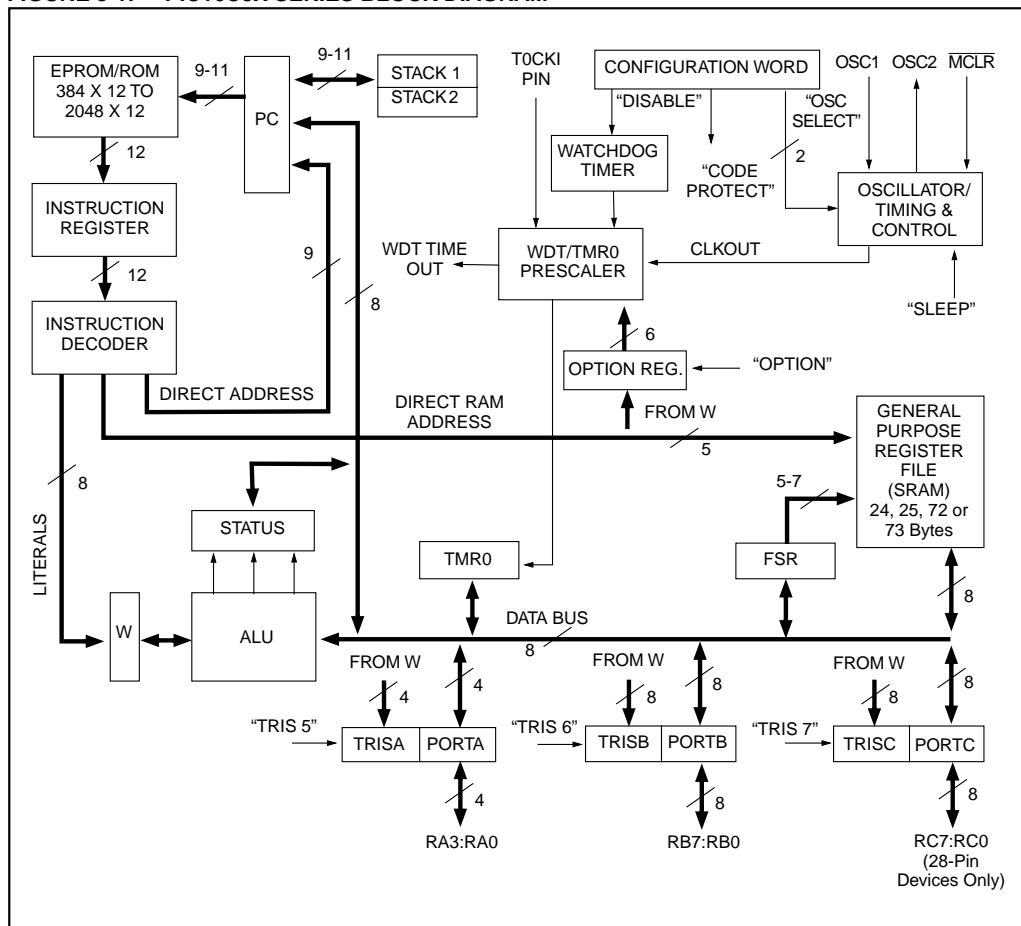 EPROM/ROM
384 X 12 TO
2048 X 12
9-11
PC
9-11
STACK 1
STACK 2
T0CKI
PIN
CONFIGURATION WORD
OSC1
OSC2
MCLR
“DISABLE”
“OSC
SELECT”
2
WATCHDOG
TIMER
“CODE
PROTECT”
OSCILLATOR/
TIMING &
CONTROL
12
INSTRUCTION
REGISTER
9
8
WDT TIME
OUT
WDT/TMR0
PRESCALER
CLKOUT
“SLEEP”
12
INSTRUCTION
DECODER
6
OPTION REG.
“OPTION”
DIRECT ADDRESS
DIRECT RAM
ADDRESS
FROM W
5
GENERAL
PURPOSE
REGISTER
FILE
(SRAM)
24, 25, 72 or
73 Bytes
8
LITERALS
STATUS
5-7
TMR0
FSR
8
W
ALU
DATA BUS
8
FROM W
4
4
FROM W
8
8
FROM W
8
8
“TRIS 5”
TRISA
PORTA
“TRIS 6”
TRISB
PORTB
“TRIS 7”
TRISC
PORTC
4
8
8
RA3:RA0
RB7:RB0
RC7:RC0
(28-Pin
Devices Only)